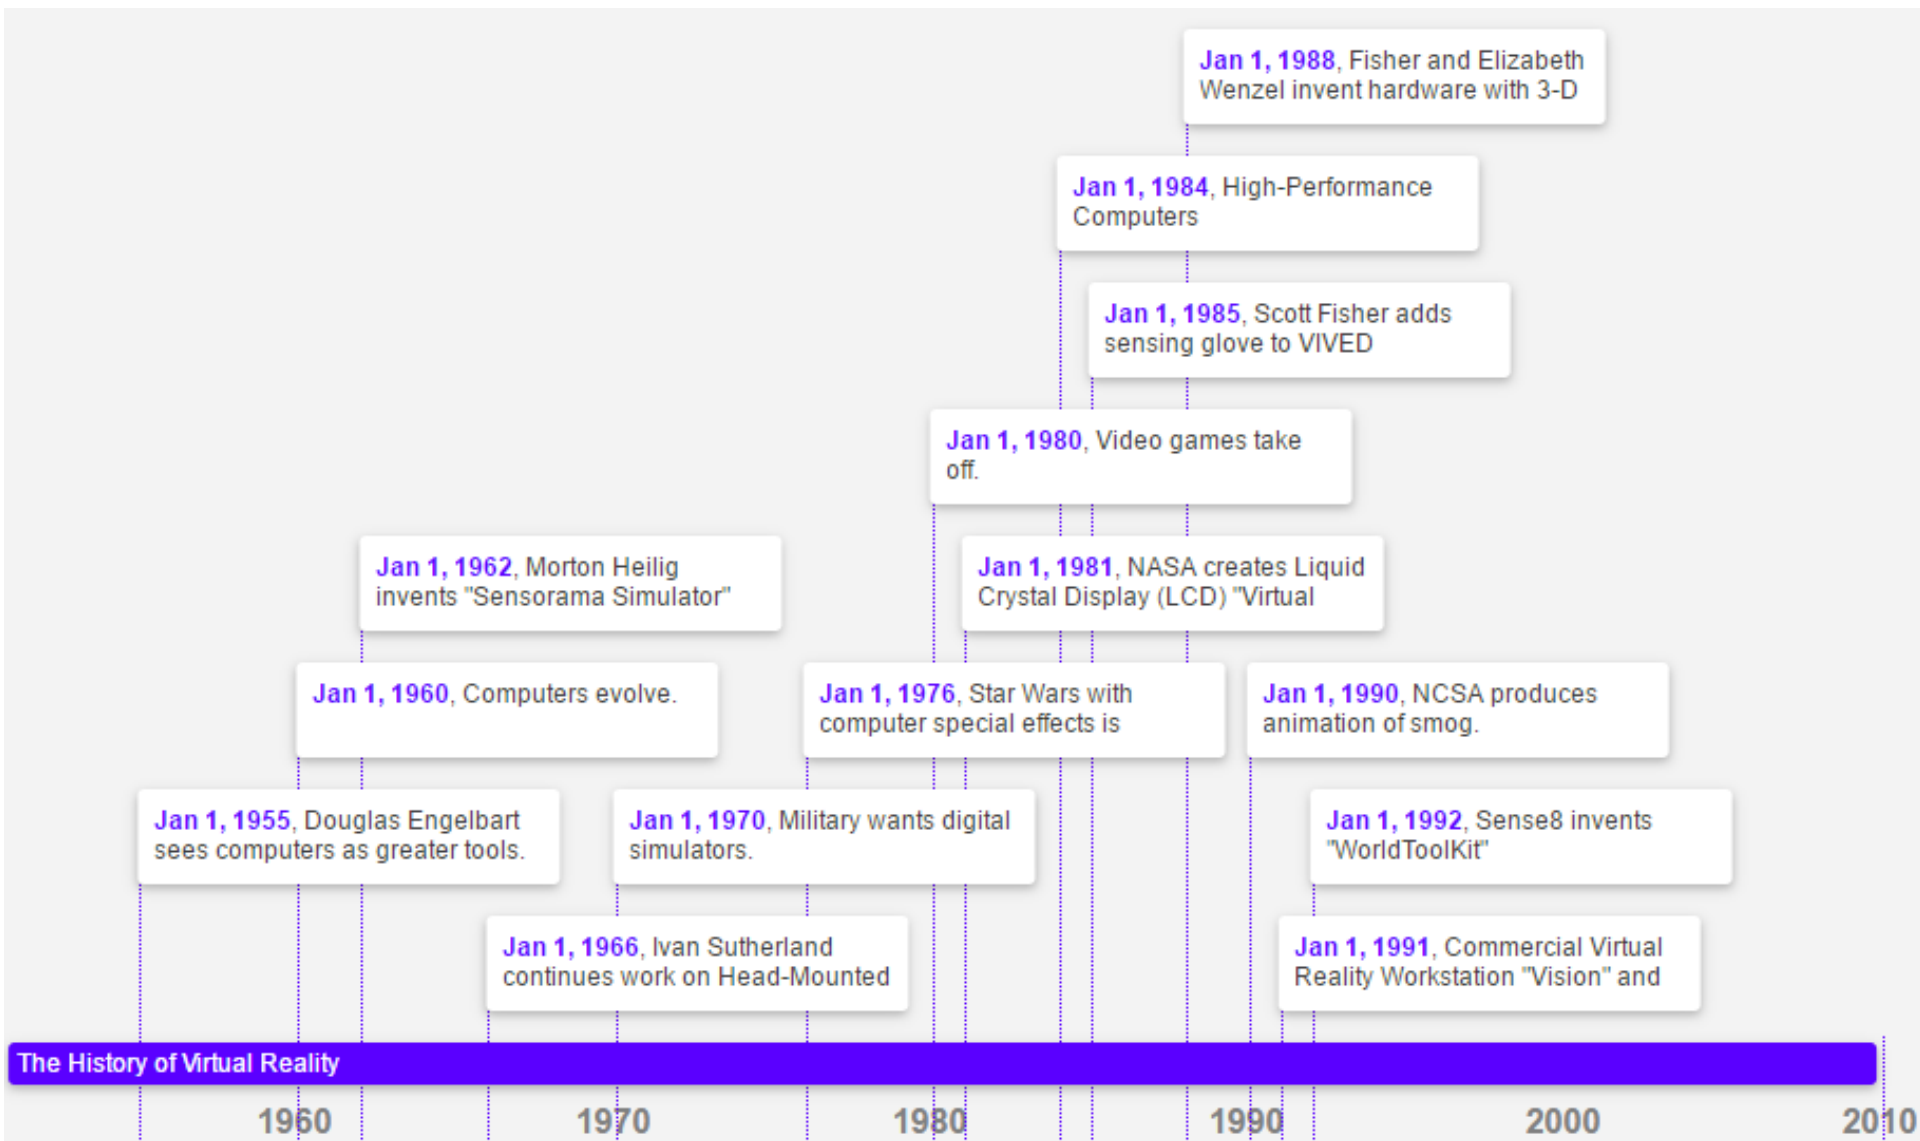 Jan 1, 1988, Fisher and Elizabeth
Wenzel invent hardware with 3-D
Jan 1, 1984, High-Performance
Computers
Jan 1, 1985, Scott Fisher adds
sensing glove to VIVED
Jan 1, 1980, Video games take
off.
Jan 1, 1962, Morton Heilig
invents "Sensorama Simulator"
Jan 1, 1981, NASA creates Liquid
Crystal Display (LCD) "Virtual
Jan 1, 1960, Computers evolve.
Jan 1, 1976, Star Wars with
computer special effects is
Jan 1, 1990, NCSA produces
animation of smog.
Jan 1, 1955, Douglas Engelbart
sees computers as greater tools.
Jan 1, 1970, Military wants digital
simulators.
Jan 1, 1992, Sense8 invents
"WorldToolKit"
Jan 1, 1966, Ivan Sutherland
continues work on Head-Mounted
Jan 1, 1991, Commercial Virtual
Reality Workstation "Vision" and
The History of Virtual Reality
1960 1970 1980 1990 2000 2010